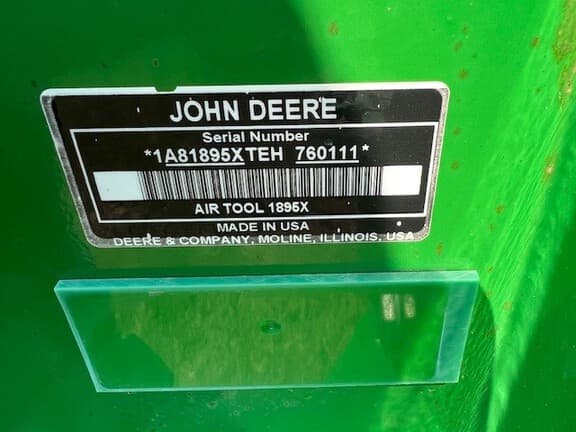 JOHN DEERE
Serial Number
*1A81895XTEH 760111*
AIR TOOL 1895X
MADE IN USA
DEERE & COMPANY, MOLINE, ILLINOIS, USA